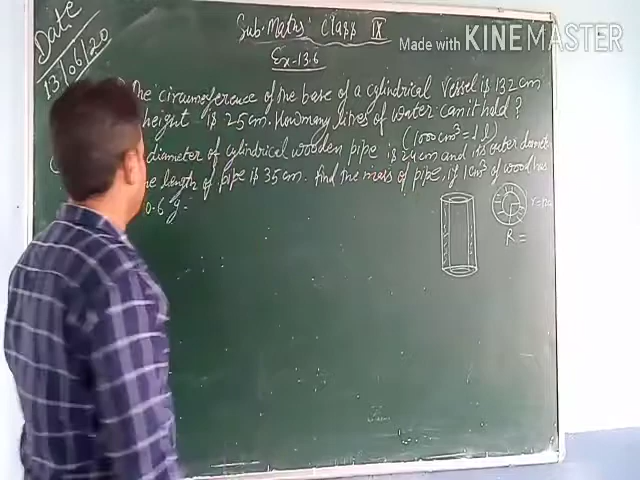 Date
13/06/20
Sub. Maths: Class IX
Made with KINEMASTER
Ex-13.6
The circumference of the base of a cylindrical vessel is 132 cm
height is 25 cm. How many litres of water can it hold ?
(1000 cm³ = 1 l)
diameter of cylindrical wooden pipe is 24 cm and its outer diamete
length of pipe is 35 cm. find the mass of pipe, if 1 cm³ of wood has
0.6 g.
R =